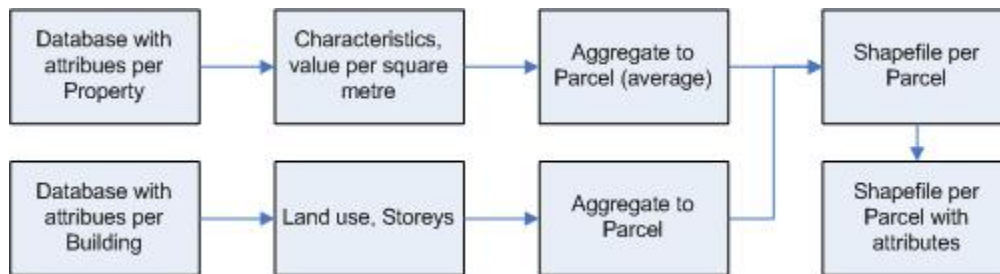 Database with
attribues per
Property
Characteristics,
value per square
metre
Aggregate to
Parcel (average)
Shapefile per
Parcel
Database with
attribues per
Building
Land use, Storeys
Aggregate to
Parcel
Shapefile per
Parcel with
attributes